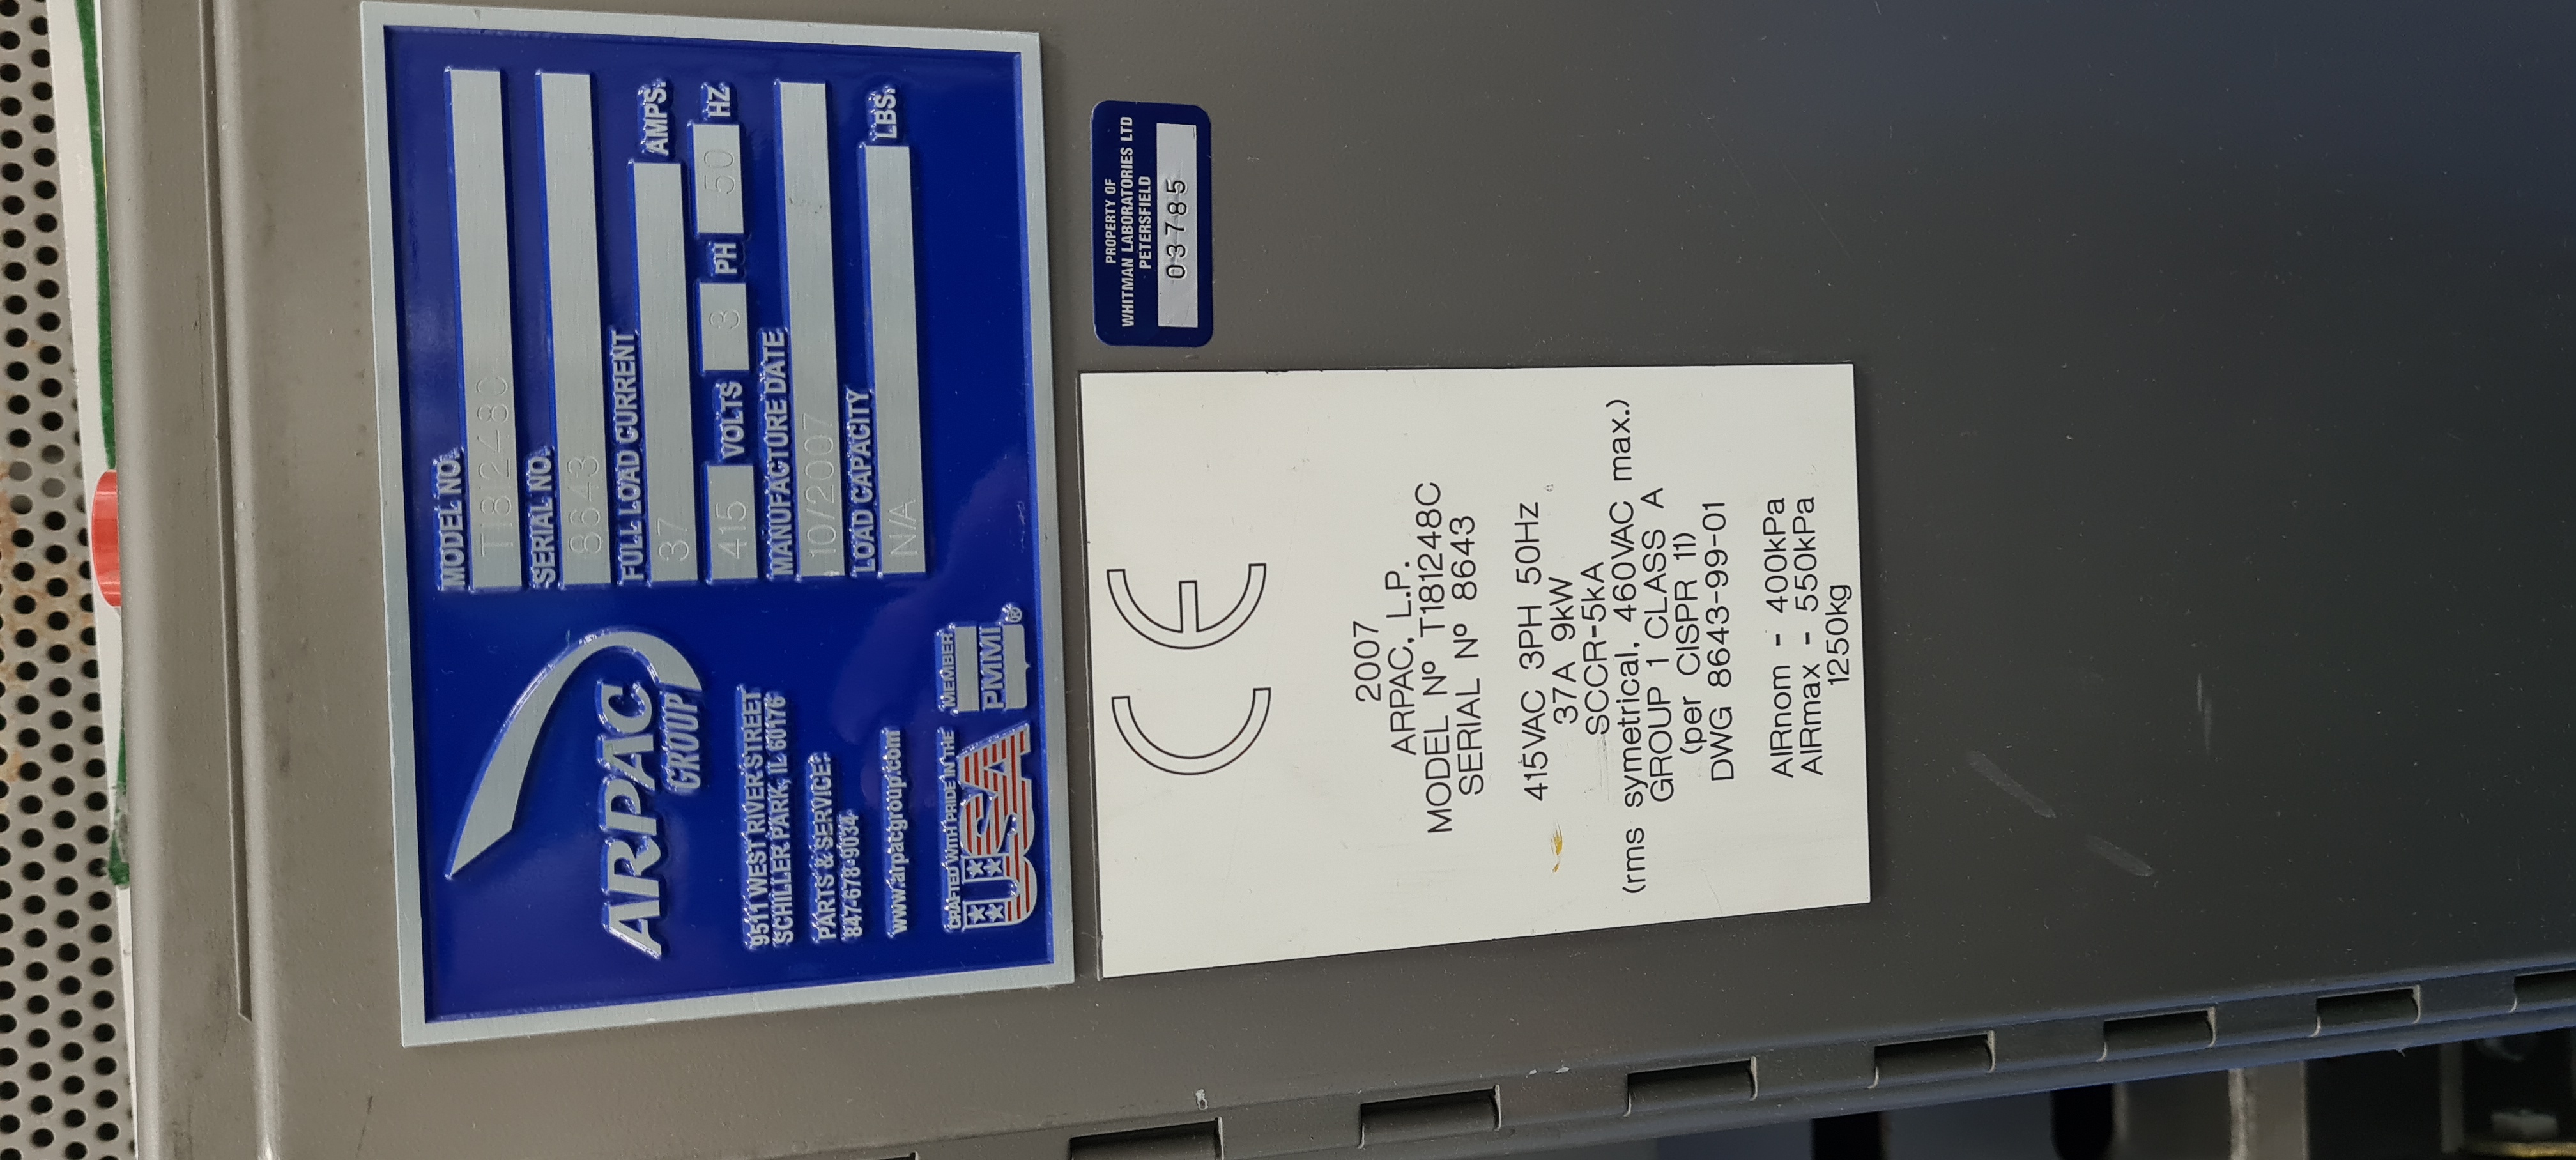 ARPAC
GROUP
9511 WEST RIVER STREET
SCHILLER PARK, IL 60176
PARTS & SERVICE:
847-678-9034
www.arpacgroup.com
CRAFTED WITH PRIDE IN THE
USA
MEMBER
PMMI®
MODEL NO.
T181248C
SERIAL NO.
8643
FULL LOAD CURRENT
37 AMPS.
415 VOLTS 3 PH 50 HZ
MANUFACTURE DATE
10/2007
LOAD CAPACITY
N/A LBS.
PROPERTY OF
WHITMAN LABORATORIES LTD
PETERSFIELD
03785
CE
2007
ARPAC, L.P.
MODEL Nº T181248C
SERIAL Nº 8643
415VAC 3PH 50Hz
37A 9kW
SCCR-5kA
(rms symetrical, 460VAC max.)
GROUP 1 CLASS A
(per CISPR 11)
DWG 8643-99-01
AIRnom - 400kPa
AIRmax - 550kPa
1250kg